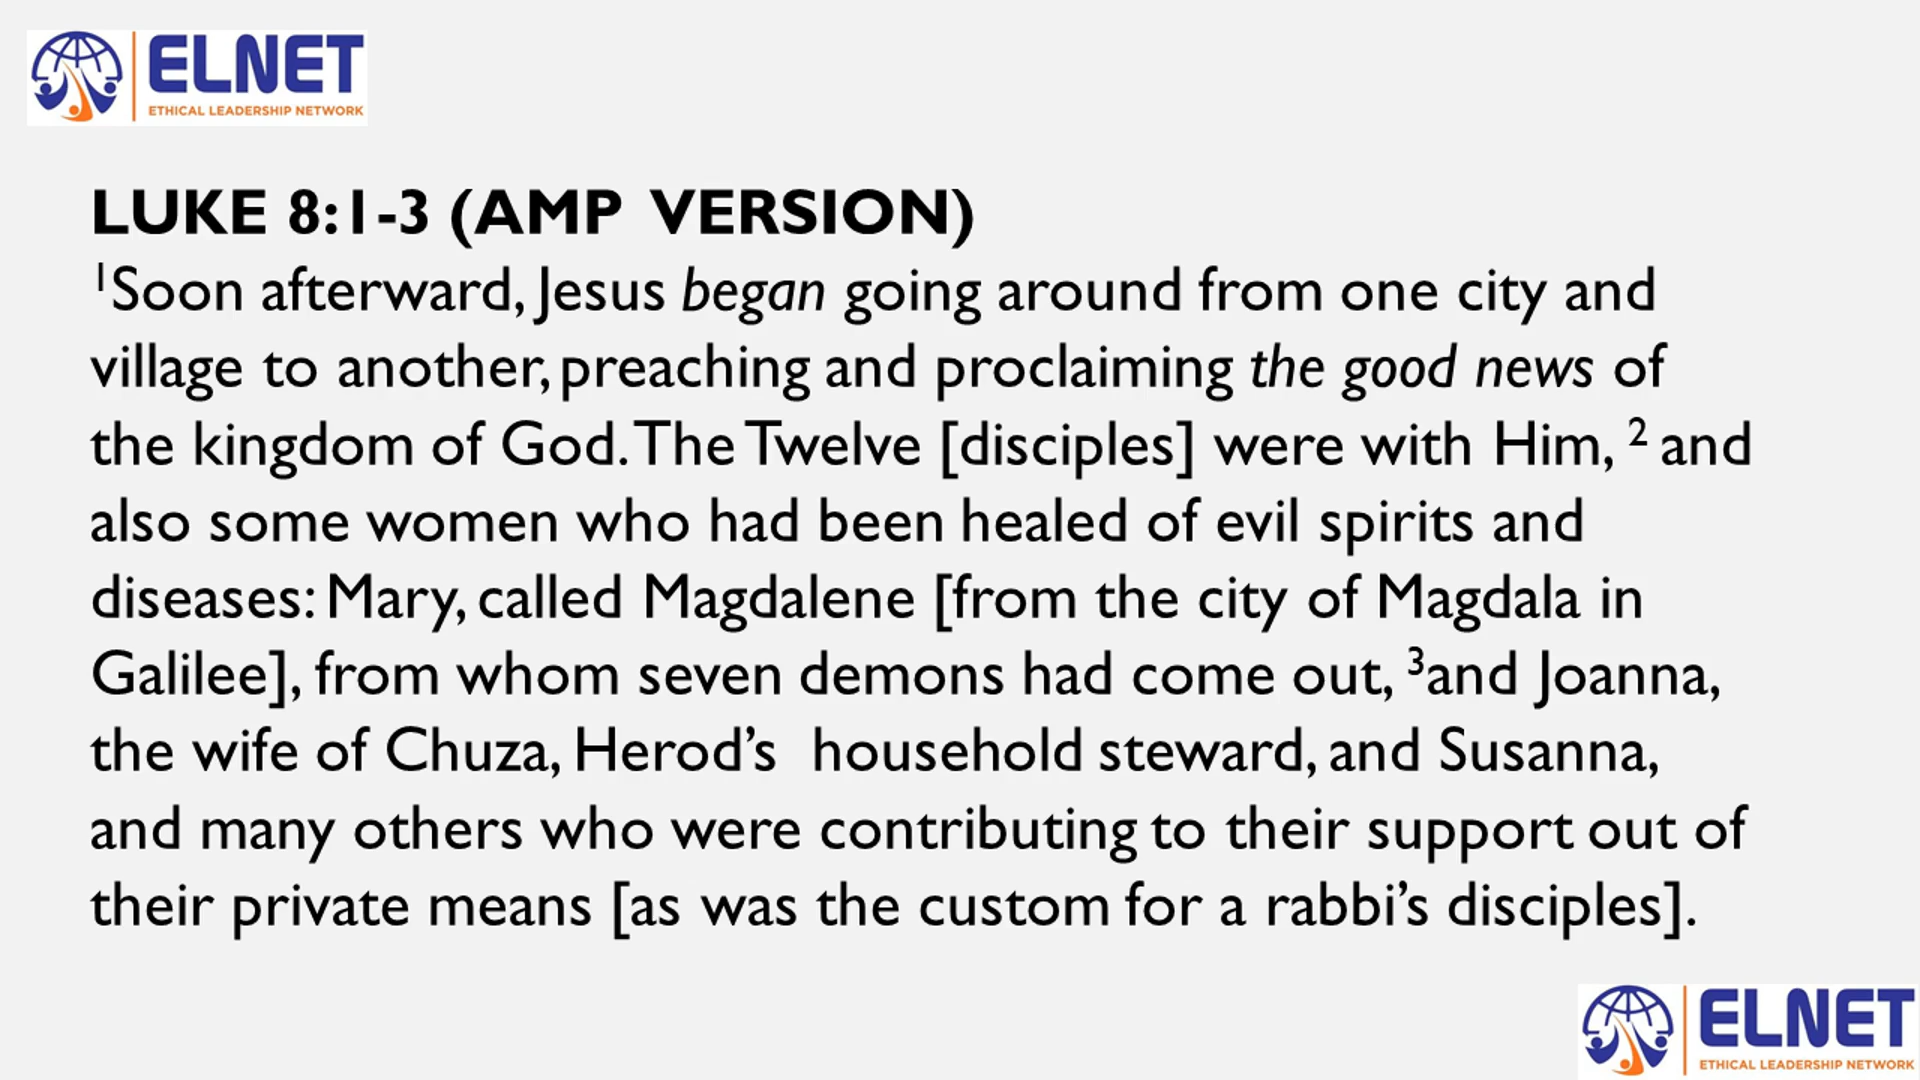 ELNET
ETHICAL LEADERSHIP NETWORK
LUKE 8:1-3 (AMP VERSION)
¹Soon afterward, Jesus began going around from one city and
village to another, preaching and proclaiming the good news of
the kingdom of God. The Twelve [disciples] were with Him, ² and
also some women who had been healed of evil spirits and
diseases: Mary, called Magdalene [from the city of Magdala in
Galilee], from whom seven demons had come out, ³and Joanna,
the wife of Chuza, Herod’s household steward, and Susanna,
and many others who were contributing to their support out of
their private means [as was the custom for a rabbi’s disciples].
ELNET
ETHICAL LEADERSHIP NETWORK